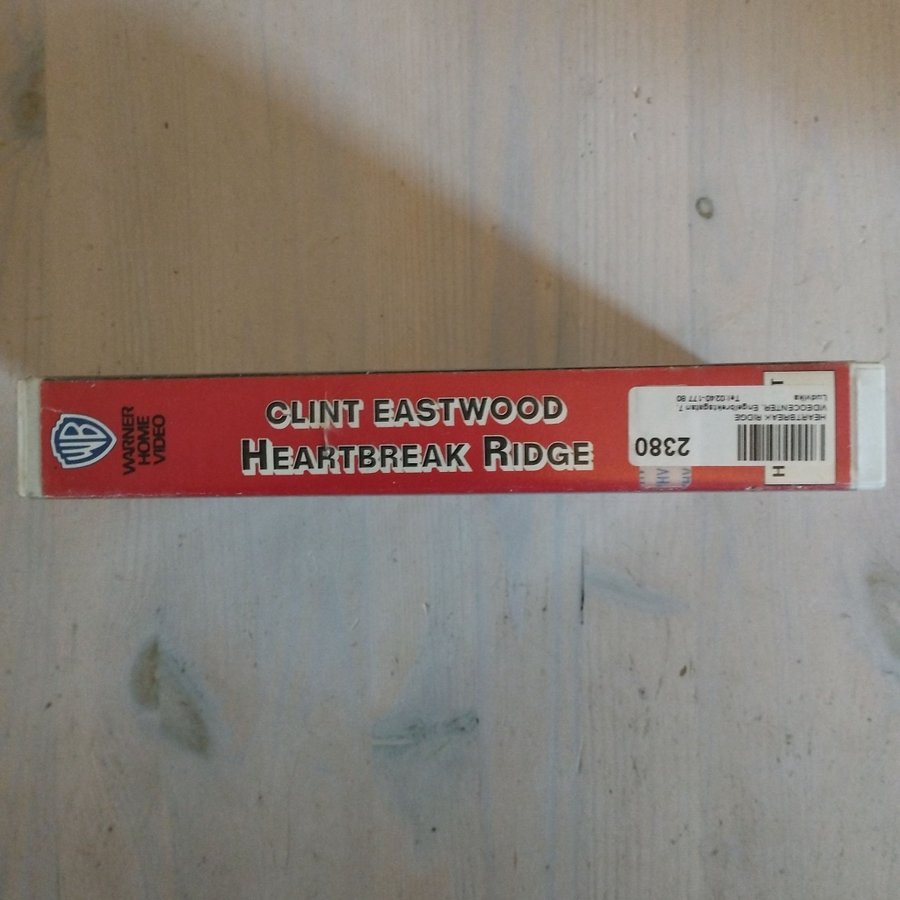 WB
WARNER
HOME
VIDEO
CLINT EASTWOOD
HEARTBREAK RIDGE
HEARTBREAK RIDGE
VIDEOCENTER, Engelbrektsgatan 7,
Ludvika
Tel:0240-177 80
2380
H